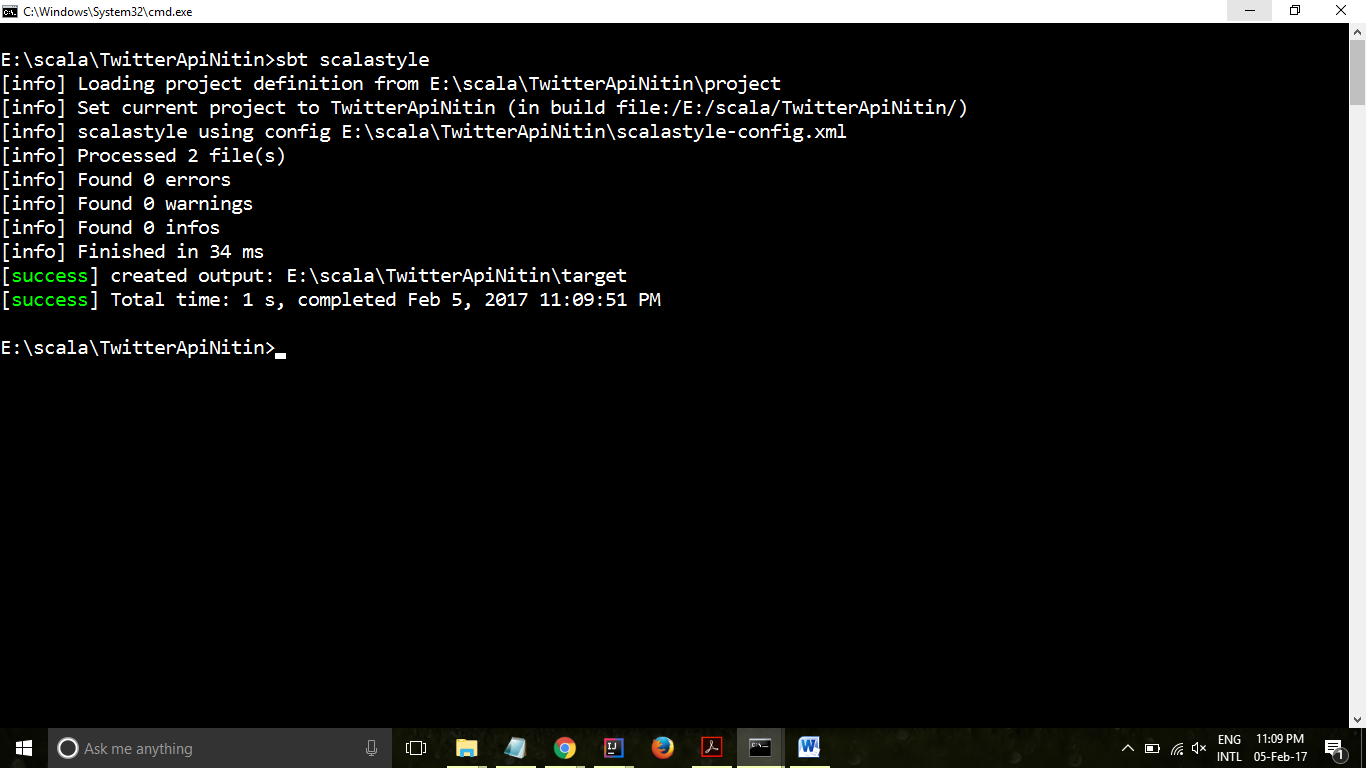 C:\Windows\System32\cmd.exe
E:\scala\TwitterApiNitin>sbt scalastyle
[info] Loading project definition from E:\scala\TwitterApiNitin\project
[info] Set current project to TwitterApiNitin (in build file:/E:/scala/TwitterApiNitin/)
[info] scalastyle using config E:\scala\TwitterApiNitin\scalastyle-config.xml
[info] Processed 2 file(s)
[info] Found 0 errors
[info] Found 0 warnings
[info] Found 0 infos
[info] Finished in 34 ms
[success] created output: E:\scala\TwitterApiNitin\target
[success] Total time: 1 s, completed Feb 5, 2017 11:09:51 PM
E:\scala\TwitterApiNitin>
Ask me anything
ENG
INTL
11:09 PM
05-Feb-17
1